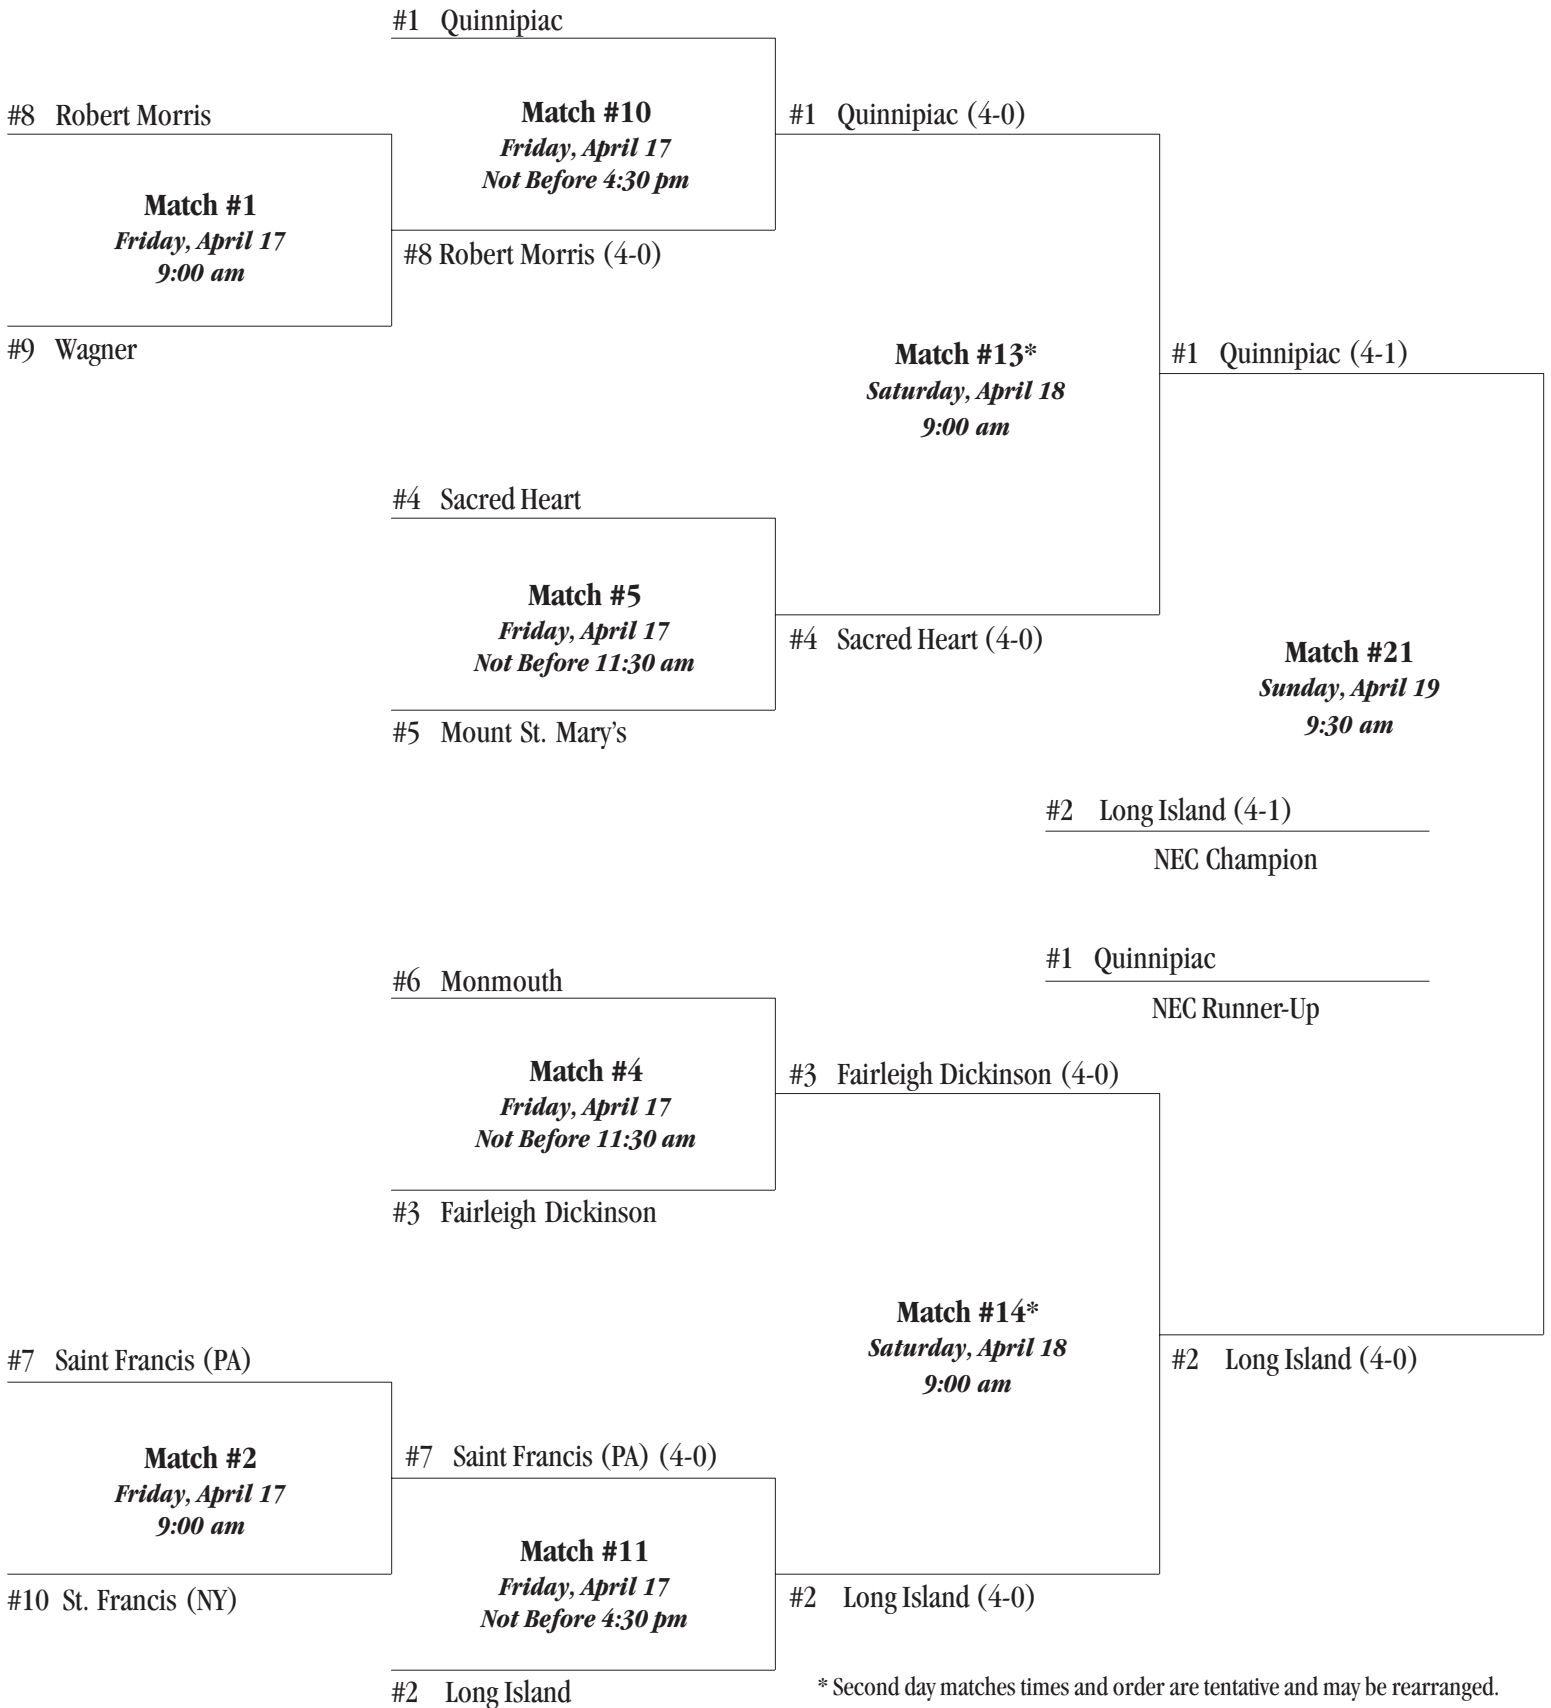 #1 Quinnipiac
#8 Robert Morris
Match #10
Friday, April 17
Not Before 4:30 pm
#1 Quinnipiac (4-0)
Match #1
Friday, April 17
9:00 am
#8 Robert Morris (4-0)
#9 Wagner
Match #13*
Saturday, April 18
9:00 am
#1 Quinnipiac (4-1)
#4 Sacred Heart
Match #5
Friday, April 17
Not Before 11:30 am
#4 Sacred Heart (4-0)
#5 Mount St. Mary’s
Match #21
Sunday, April 19
9:30 am
#2 Long Island (4-1)
NEC Champion
#1 Quinnipiac
NEC Runner-Up
#6 Monmouth
Match #4
Friday, April 17
Not Before 11:30 am
#3 Fairleigh Dickinson (4-0)
#3 Fairleigh Dickinson
Match #14*
Saturday, April 18
9:00 am
#2 Long Island (4-0)
#7 Saint Francis (PA)
Match #2
Friday, April 17
9:00 am
#7 Saint Francis (PA) (4-0)
#10 St. Francis (NY)
Match #11
Friday, April 17
Not Before 4:30 pm
#2 Long Island (4-0)
#2 Long Island
* Second day matches times and order are tentative and may be rearranged.